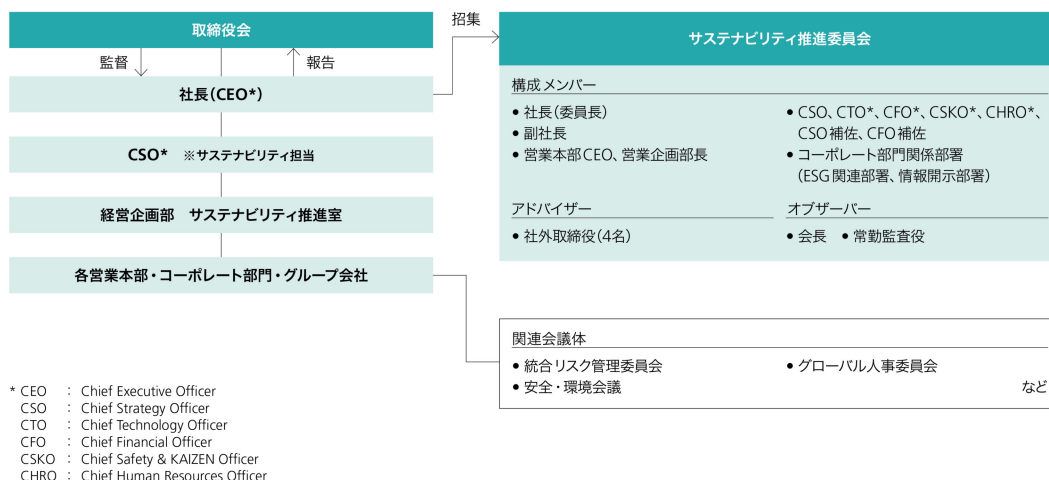 取締役会
監督
報告
社長(CEO*)
CSO* ※サステナビリティ担当
経営企画部 サステナビリティ推進室
各営業本部・コーポレート部門・グループ会社
招集
サステナビリティ推進委員会
構成メンバー
• 社長(委員長)
• 副社長
• 営業本部CEO、営業企画部長
• CSO、CTO*、CFO*、CSKO*、CHRO*、
CSO補佐、CFO補佐
• コーポレート部門関係部署
(ESG関連部署、情報開示部署)
アドバイザー
• 社外取締役(4名)
オブザーバー
• 会長 • 常勤監査役
関連会議体
• 統合リスク管理委員会
• 安全・環境会議
• グローバル人事委員会
など
* CEO : Chief Executive Officer
CSO : Chief Strategy Officer
CTO : Chief Technology Officer
CFO : Chief Financial Officer
CSKO : Chief Safety & KAIZEN Officer
CHRO : Chief Human Resources Officer